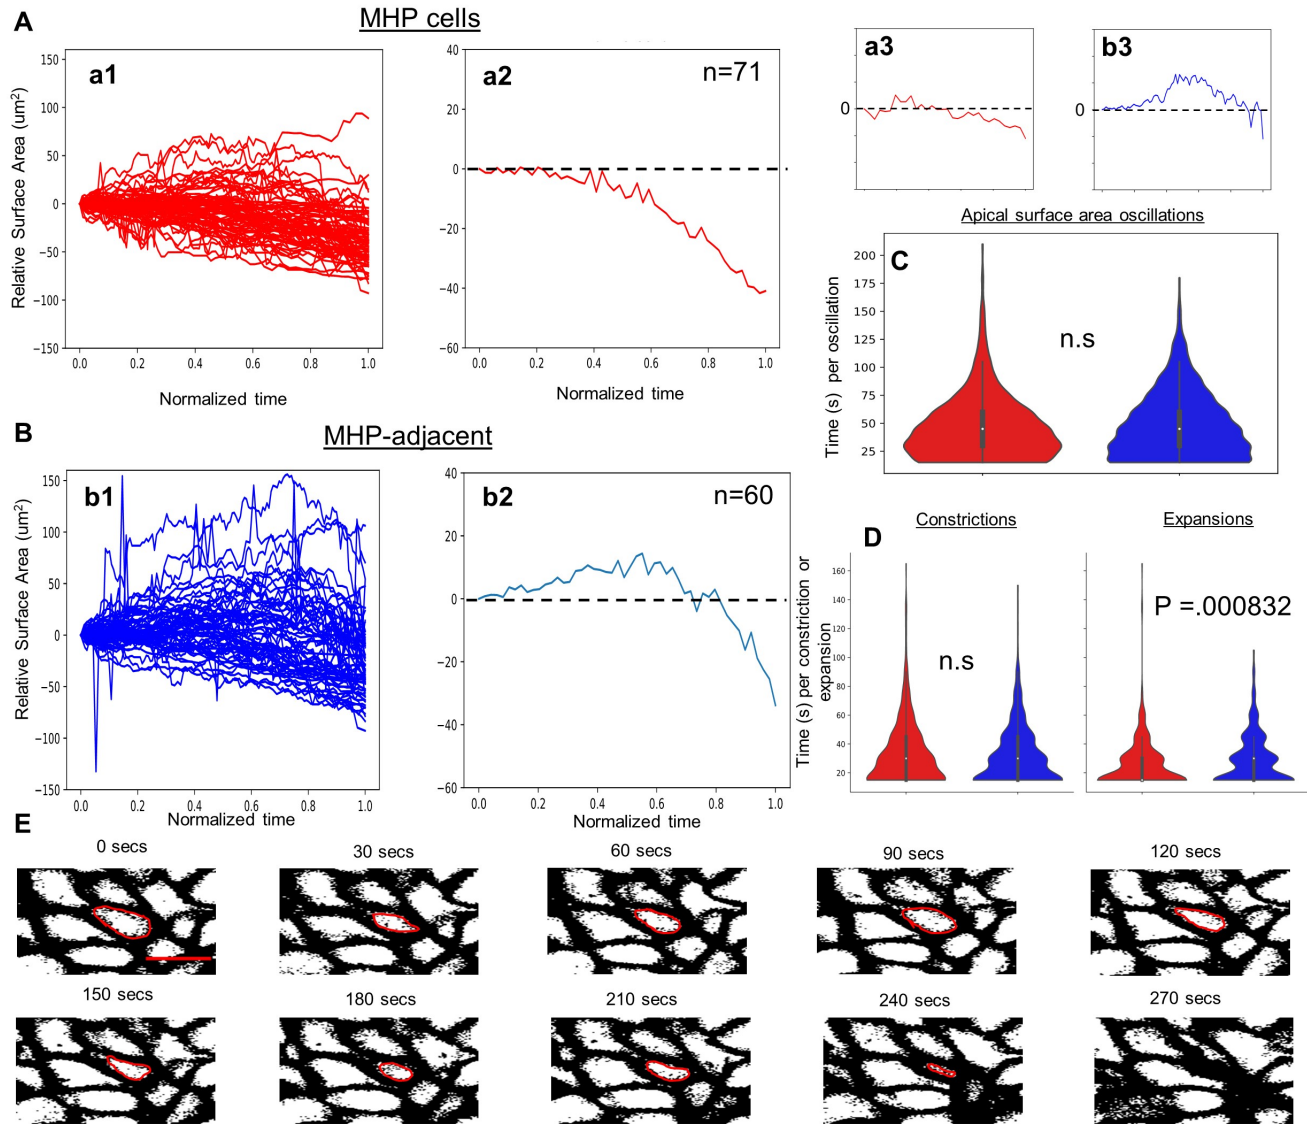 A
MHP cells
a1
Relative Surface Area (um²)
150
100
50
0
−50
−100
−150
0.0 0.2 0.4 0.6 0.8 1.0
Normalized time
a2
n=71
40
20
0
−20
−40
−60
0.0 0.2 0.4 0.6 0.8 1.0
Normalized time
a3
0
b3
0
Apical surface area oscillations
C
Time (s) per oscillation
200
175
150
125
100
75
50
25
n.s
B
MHP-adjacent
b1
Relative Surface Area (um²)
150
100
50
0
−50
−100
−150
0.0 0.2 0.4 0.6 0.8 1.0
Normalized time
b2
n=60
40
20
0
−20
−40
−60
0.0 0.2 0.4 0.6 0.8 1.0
Normalized time
D
Constrictions
Expansions
Time (s) per constriction or
expansion
160
140
120
100
80
60
40
20
n.s
P =.000832
E
0 secs
30 secs
60 secs
90 secs
120 secs
150 secs
180 secs
210 secs
240 secs
270 secs